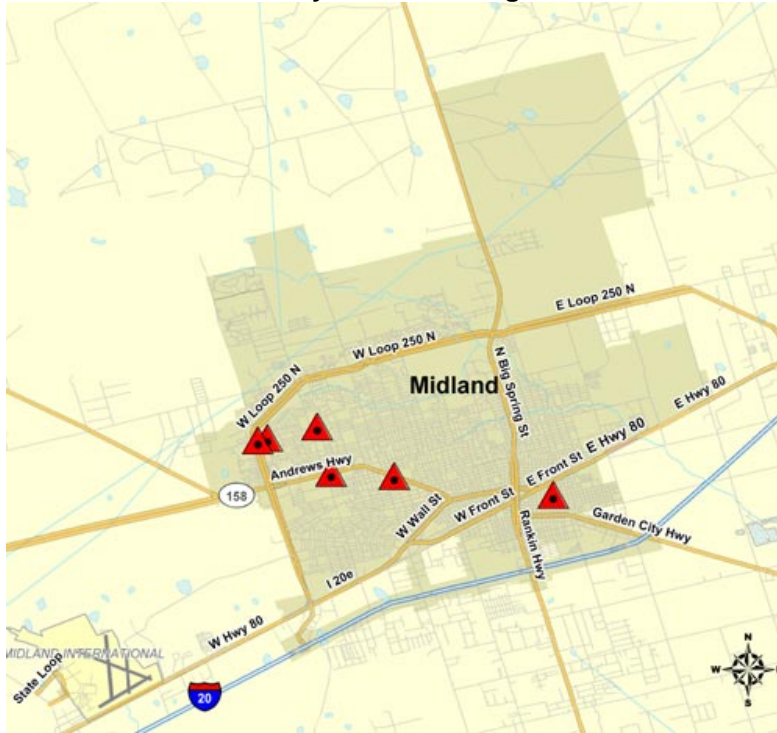 E Loop 250 N
W Loop 250 N
W Loop 250 N
N Big Spring St
Midland
E Hwy 80
E Hwy 80
Andrews Hwy
E Front St
158
W Wall St
W Front St
Garden City Hwy
Rankin Hwy
I 20e
W Hwy 80
MIDLAND INTERNATIONAL
State Loop
20
N
W
S